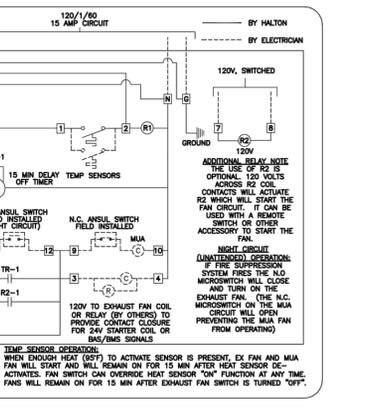 120/1/60
15 AMP CIRCUIT
BY HALTON
BY ELECTRICIAN
120V, SWITCHED
N
G
1
2
R1
7
8
R2
120V
GROUND
-1
15 MIN DELAY
OFF TIMER
TEMP SENSORS
ADDITIONAL RELAY NOTE
THE USE OF R2 IS
OPTIONAL. 120 VOLTS
ACROSS R2 COIL
CONTACTS WILL ACTUATE
R2 WHICH WILL START THE
FAN CIRCUIT. IT CAN BE
USED WITH A REMOTE
SWITCH OR OTHER
ACCESSORY TO START THE
FAN.
ANSUL SWITCH
D INSTALLED
HT CIRCUIT)
N.C. ANSUL SWITCH
FIELD INSTALLED
MUA
12
9
C
10
TR-1
3
C
4
R
R2-1
NIGHT CIRCUIT
(UNATTENDED) OPERATION:
IF FIRE SUPPRESSION
SYSTEM FIRES THE N.O
MICROSWITCH WILL CLOSE
AND TURN ON THE
EXHAUST FAN. (THE N.C.
MICROSWITCH ON THE MUA
CIRCUIT WILL OPEN
PREVENTING THE MUA FAN
FROM OPERATING)
120V TO EXHAUST FAN COIL
OR RELAY (BY OTHERS) TO
PROVIDE CONTACT CLOSURE
FOR 24V STARTER COIL OR
BAS/BMS SIGNALS
TEMP SENSOR OPERATION:
WHEN ENOUGH HEAT (95°F) TO ACTIVATE SENSOR IS PRESENT, EX FAN AND MUA
FAN WILL START AND WILL REMAIN ON FOR 15 MIN AFTER HEAT SENSOR DE-
ACTIVATES. FAN SWITCH CAN OVERRIDE HEAT SENSOR "ON" FUNCTION AT ANY TIME.
FANS WILL REMAIN ON FOR 15 MIN AFTER EXHAUST FAN SWITCH IS TURNED "OFF".